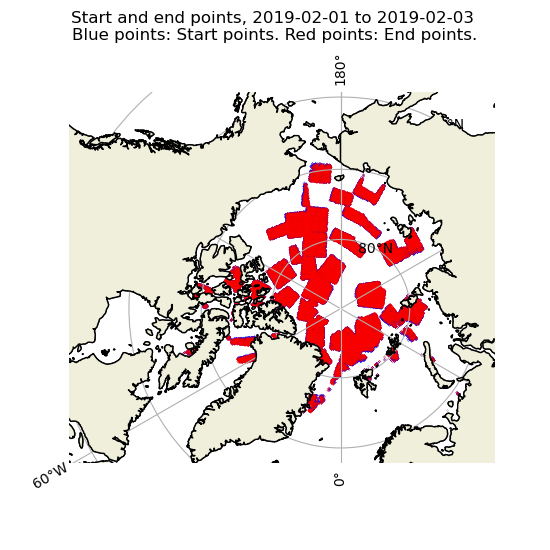 Start and end points, 2019-02-01 to 2019-02-03
Blue points: Start points. Red points: End points.
180°
80°N
60°W
0°